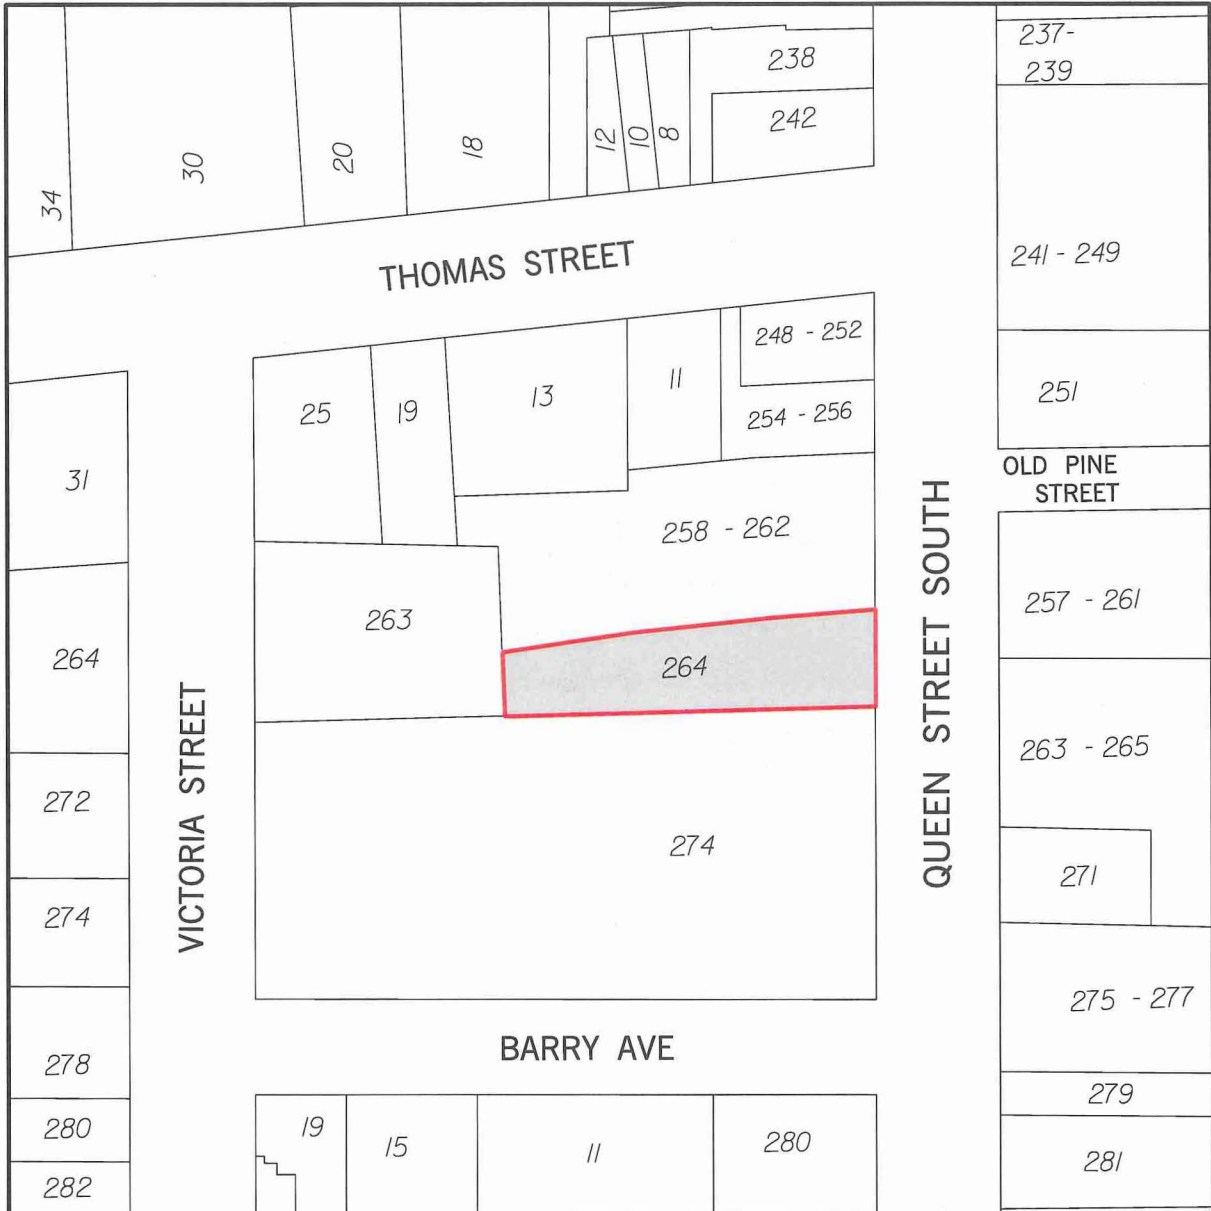 237-
239
238
242
12
10
8
18
20
30
34
THOMAS STREET
241 - 249
248 - 252
251
254 - 256
11
13
19
25
31
OLD PINE
STREET
258 - 262
263
264
264
257 - 261
QUEEN STREET SOUTH
VICTORIA STREET
263 - 265
272
274
271
274
275 - 277
BARRY AVE
278
279
280
19
15
11
280
281
282